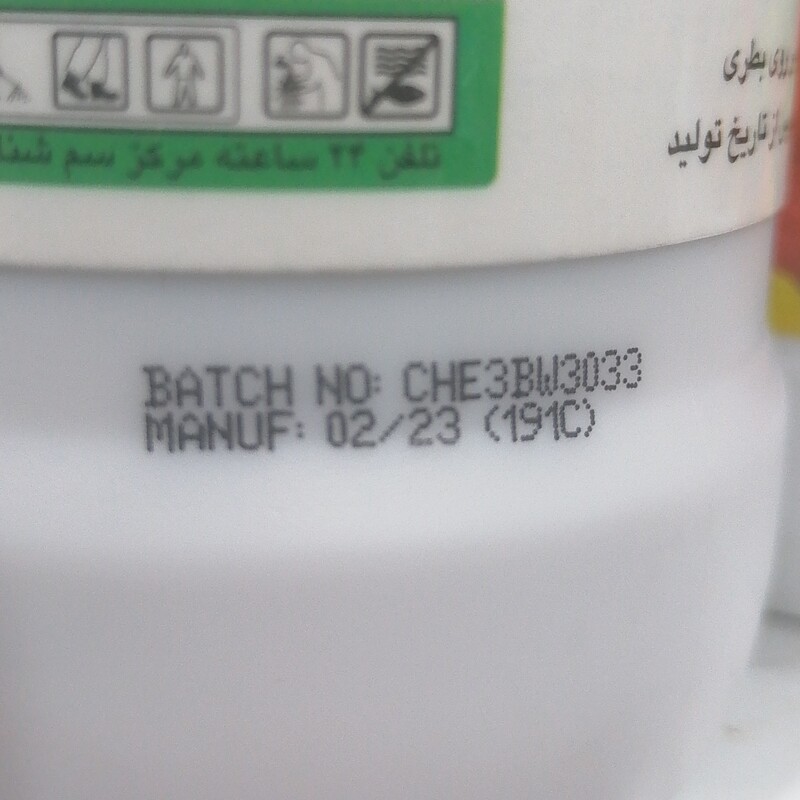 تلفن ۲۴ ساعته مرکز سم
روی بطری
از تاریخ تولید
BATCH NO: CHE3BW3033
MANUF: 02/23 (191C)